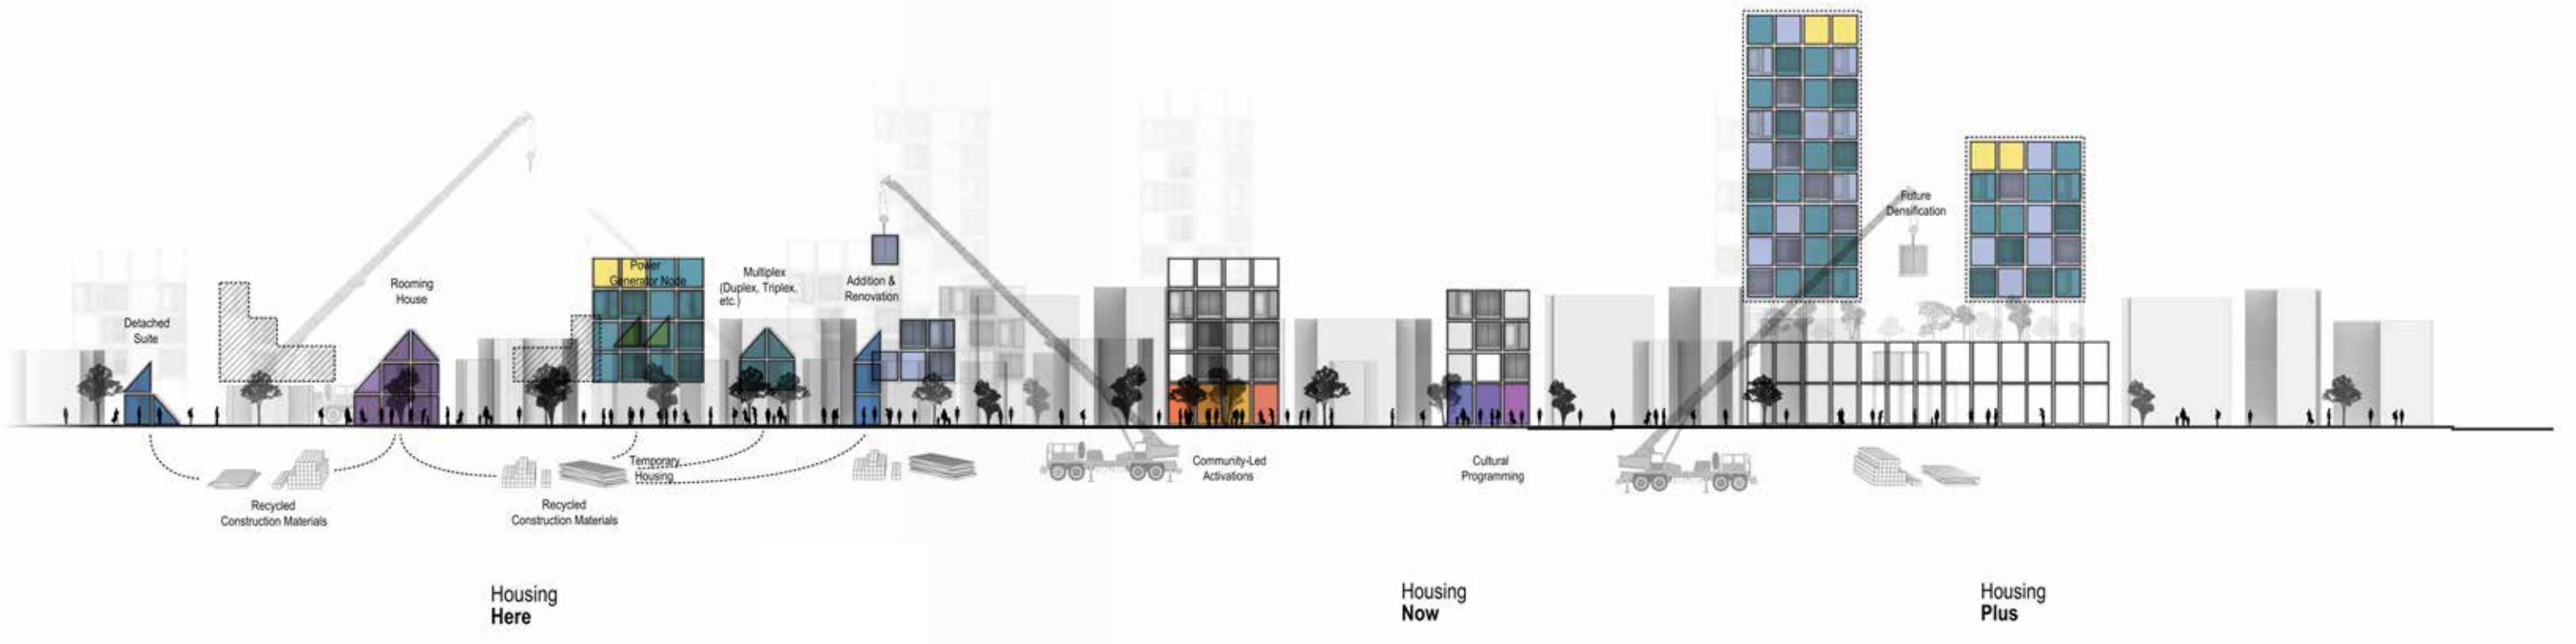 Detached
Suite
Rooming
House
Power
Generator Node
Multiplex
(Duplex, Triplex,
etc.)
Addition &
Renovation
Future
Densification
Recycled
Construction Materials
Temporary
Housing
Recycled
Construction Materials
Community-Led
Activations
Cultural
Programming
Housing
Here
Housing
Now
Housing
Plus